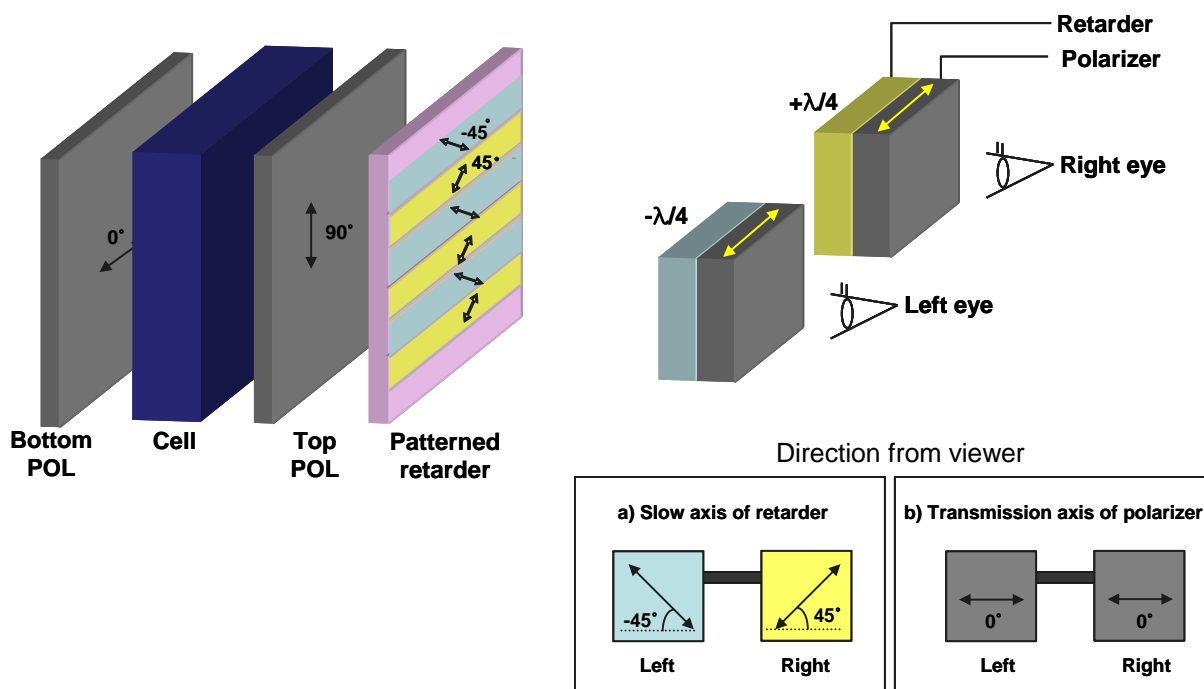 Retarder
Polarizer
+λ/4
-45°
45°
Right eye
-λ/4
0°
90°
Left eye
Bottom
POL
Cell
Top
POL
Patterned
retarder
Direction from viewer
a) Slow axis of retarder
-45°
45°
Left
Right
b) Transmission axis of polarizer
0°
0°
Left
Right